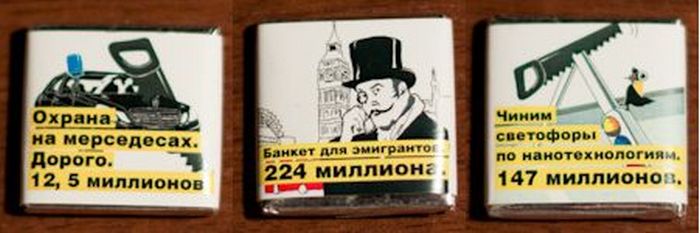 Охрана
на мерседесах.
Дорого.
12, 5 миллионов
Банкет для эмигрантов.
224 миллиона.
Чиним
светофоры
по нанотехнологиям.
147 миллионов.